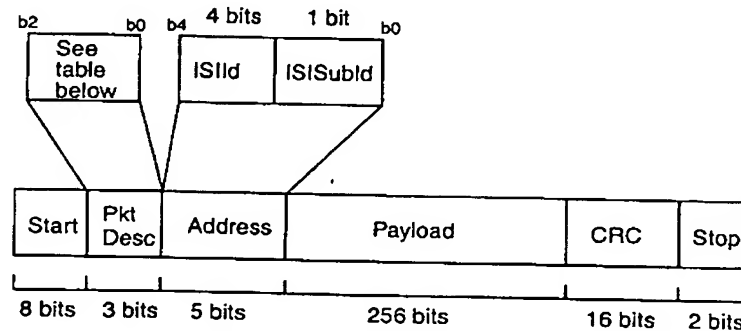 4 bits 1 bit
b2 b0 b4 b0
See
table
below
ISIId ISISubId
Start Pkt Desc Address Payload CRC Stop
8 bits 3 bits 5 bits 256 bits 16 bits 2 bits